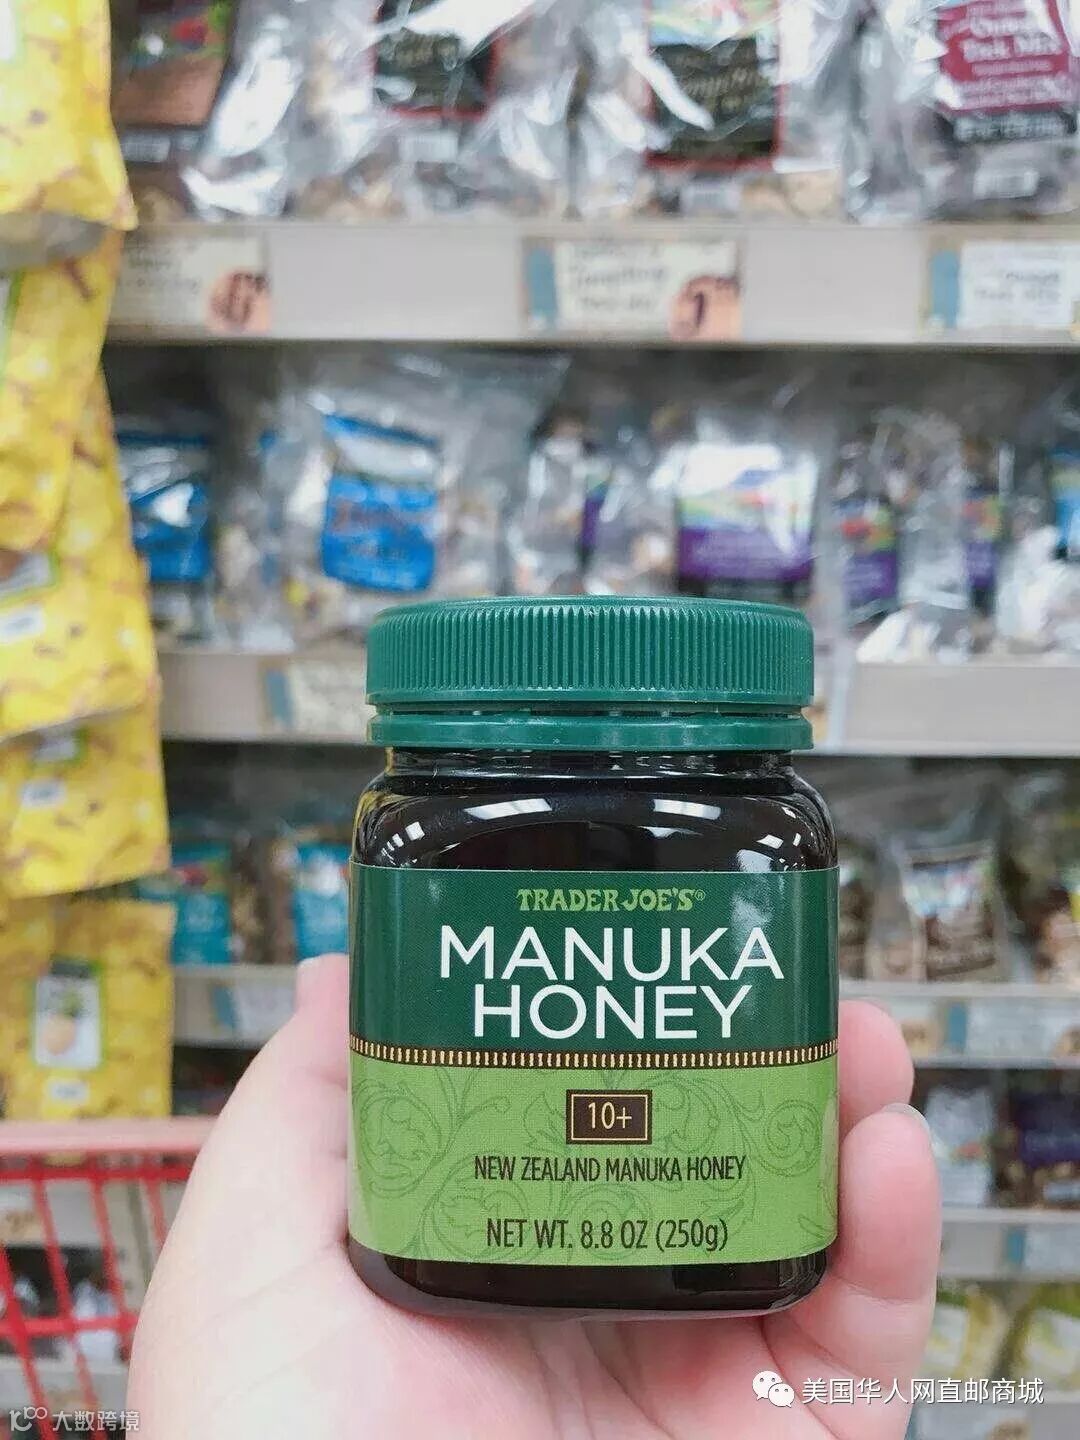 TRADER JOE'S®
MANUKA
HONEY
10+
NEW ZEALAND MANUKA HONEY
NET WT. 8.8 OZ (250g)
美国华人网直邮商城
大数跨境